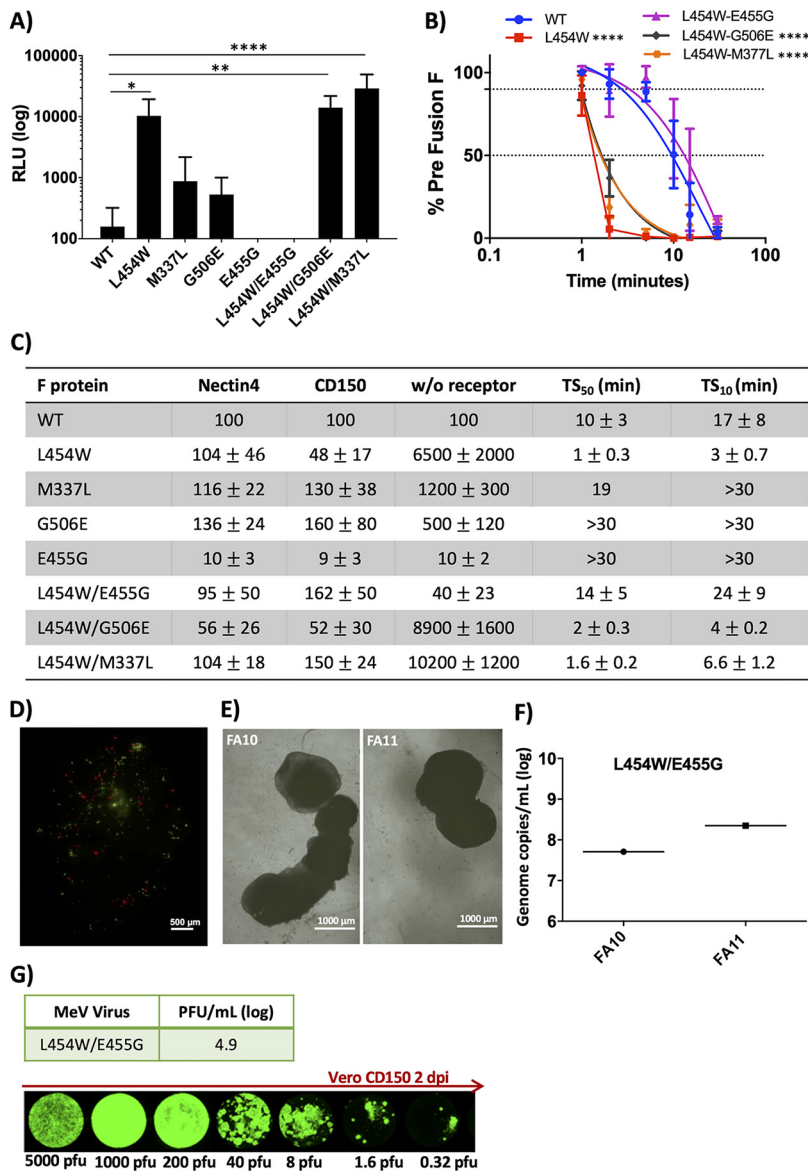 A)
RLU (log)
100000
10000
1000
100
*
**
****
WT
L454W
M337L
G506E
E455G
L454W/E455G
L454W/G506E
L454W/M337L
B)
WT
L454W ****
L454W-E455G
L454W-G506E ****
L454W-M377L ****
% Pre Fusion F
100
50
0
0.1 1 10 100
Time (minutes)
C)
F protein Nectin4 CD150 w/o receptor TS50 (min) TS10 (min)
WT 100 100 100 10 ± 3 17 ± 8
L454W 104 ± 46 48 ± 17 6500 ± 2000 1 ± 0.3 3 ± 0.7
M337L 116 ± 22 130 ± 38 1200 ± 300 19 >30
G506E 136 ± 24 160 ± 80 500 ± 120 >30 >30
E455G 10 ± 3 9 ± 3 10 ± 2 >30 >30
L454W/E455G 95 ± 50 162 ± 50 40 ± 23 14 ± 5 24 ± 9
L454W/G506E 56 ± 26 52 ± 30 8900 ± 1600 2 ± 0.3 4 ± 0.2
L454W/M337L 104 ± 18 150 ± 24 10200 ± 1200 1.6 ± 0.2 6.6 ± 1.2
D)
500 µm
E)
FA10
1000 µm
FA11
1000 µm
F)
L454W/E455G
Genome copies/mL (log)
10
9
8
7
6
FA10
FA11
G)
MeV Virus PFU/mL (log)
L454W/E455G 4.9
Vero CD150 2 dpi
5000 pfu 1000 pfu 200 pfu 40 pfu 8 pfu 1.6 pfu 0.32 pfu